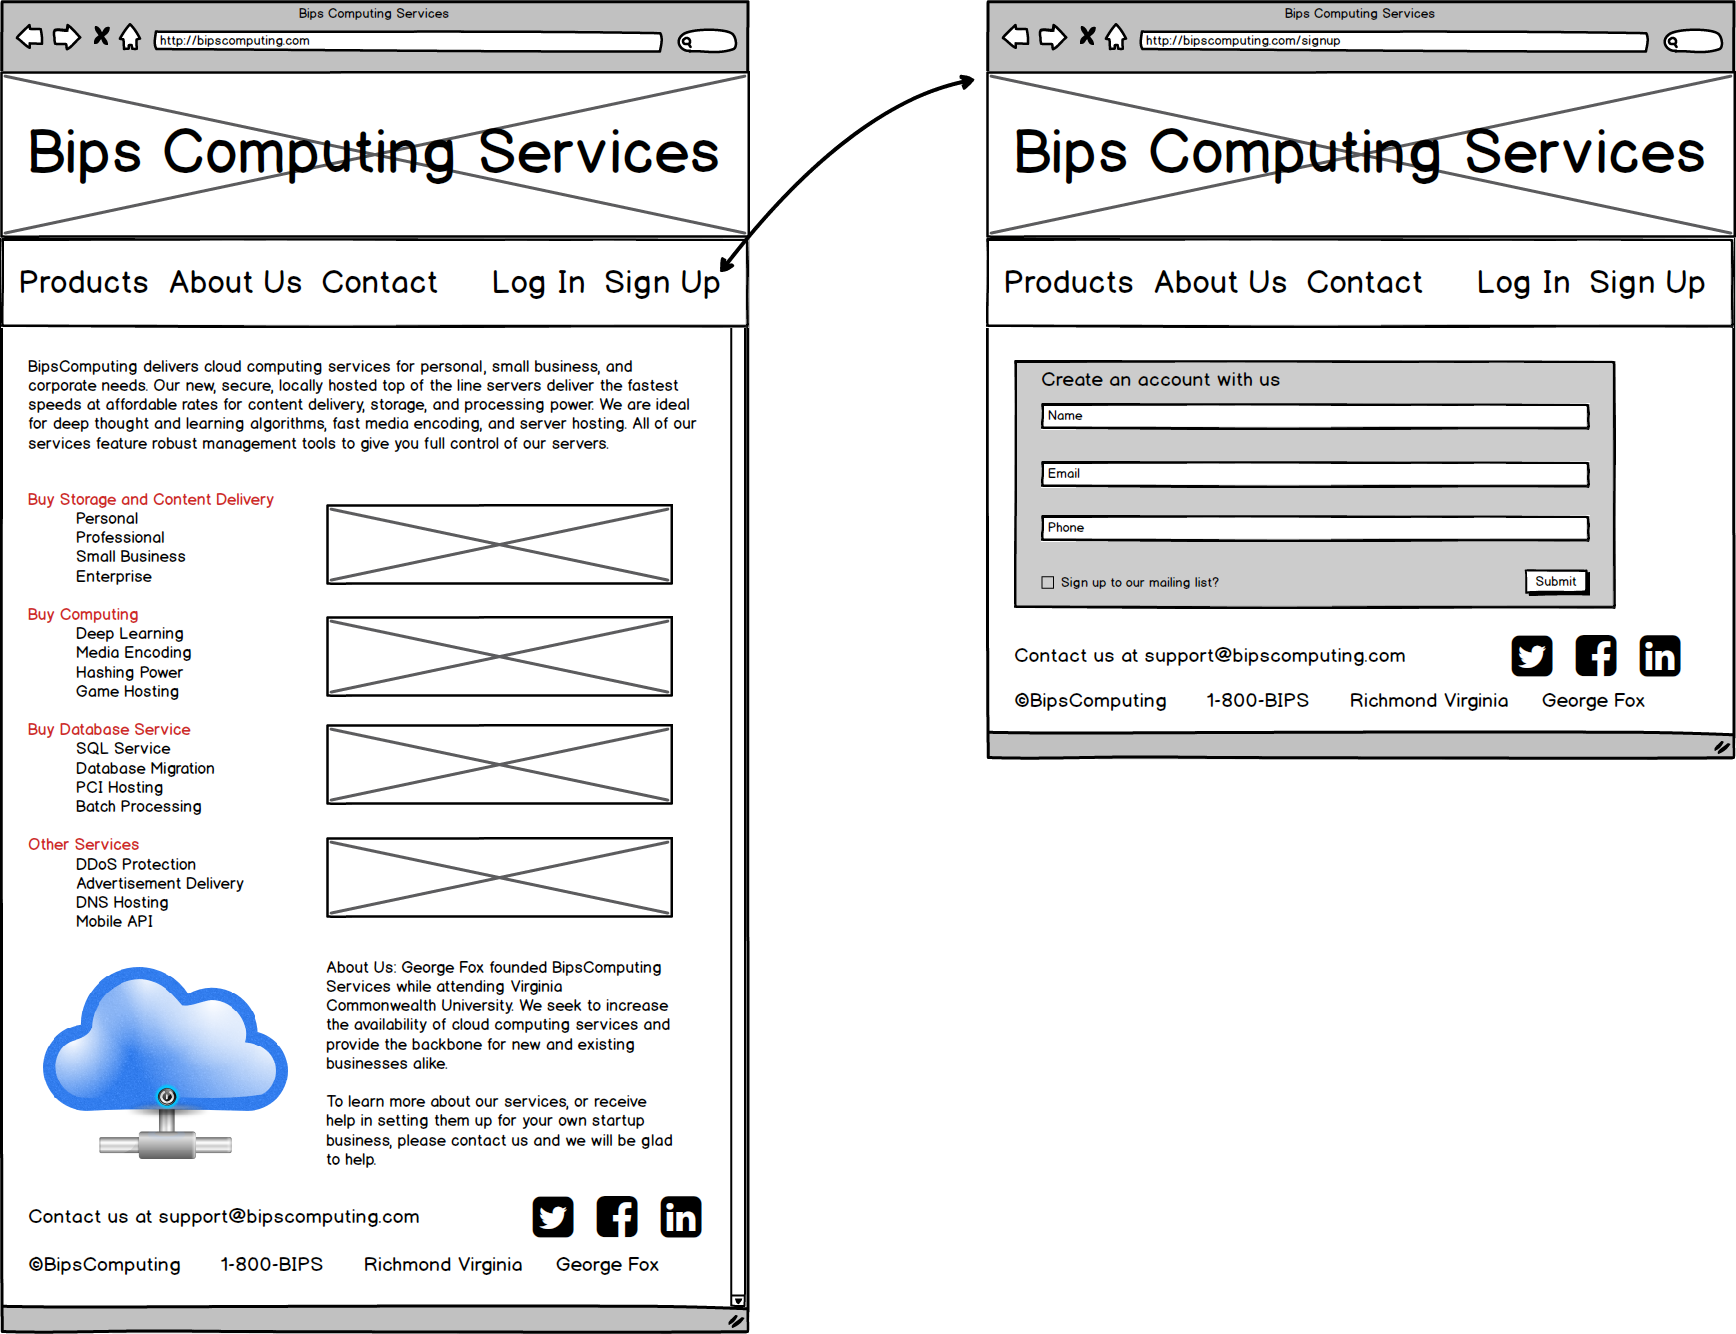 Bips Computing Services
http://bipscomputing.com
Bips Computing Services
Products About Us Contact Log In Sign Up
BipsComputing delivers cloud computing services for personal, small business, and
corporate needs. Our new, secure, locally hosted top of the line servers deliver the fastest
speeds at affordable rates for content delivery, storage, and processing power. We are ideal
for deep thought and learning algorithms, fast media encoding, and server hosting. All of our
services feature robust management tools to give you full control of our servers.
Buy Storage and Content Delivery
Personal
Professional
Small Business
Enterprise
Buy Computing
Deep Learning
Media Encoding
Hashing Power
Game Hosting
Buy Database Service
SQL Service
Database Migration
PCI Hosting
Batch Processing
Other Services
DDoS Protection
Advertisement Delivery
DNS Hosting
Mobile API
About Us: George Fox founded BipsComputing
Services while attending Virginia
Commonwealth University. We seek to increase
the availability of cloud computing services and
provide the backbone for new and existing
businesses alike.
To learn more about our services, or receive
help in setting them up for your own startup
business, please contact us and we will be glad
to help.
Contact us at support@bipscomputing.com
©BipsComputing 1-800-BIPS Richmond Virginia George Fox
Bips Computing Services
http://bipscomputing.com/signup
Bips Computing Services
Products About Us Contact Log In Sign Up
Create an account with us
Name
Email
Phone
Sign up to our mailing list? Submit
Contact us at support@bipscomputing.com
©BipsComputing 1-800-BIPS Richmond Virginia George Fox